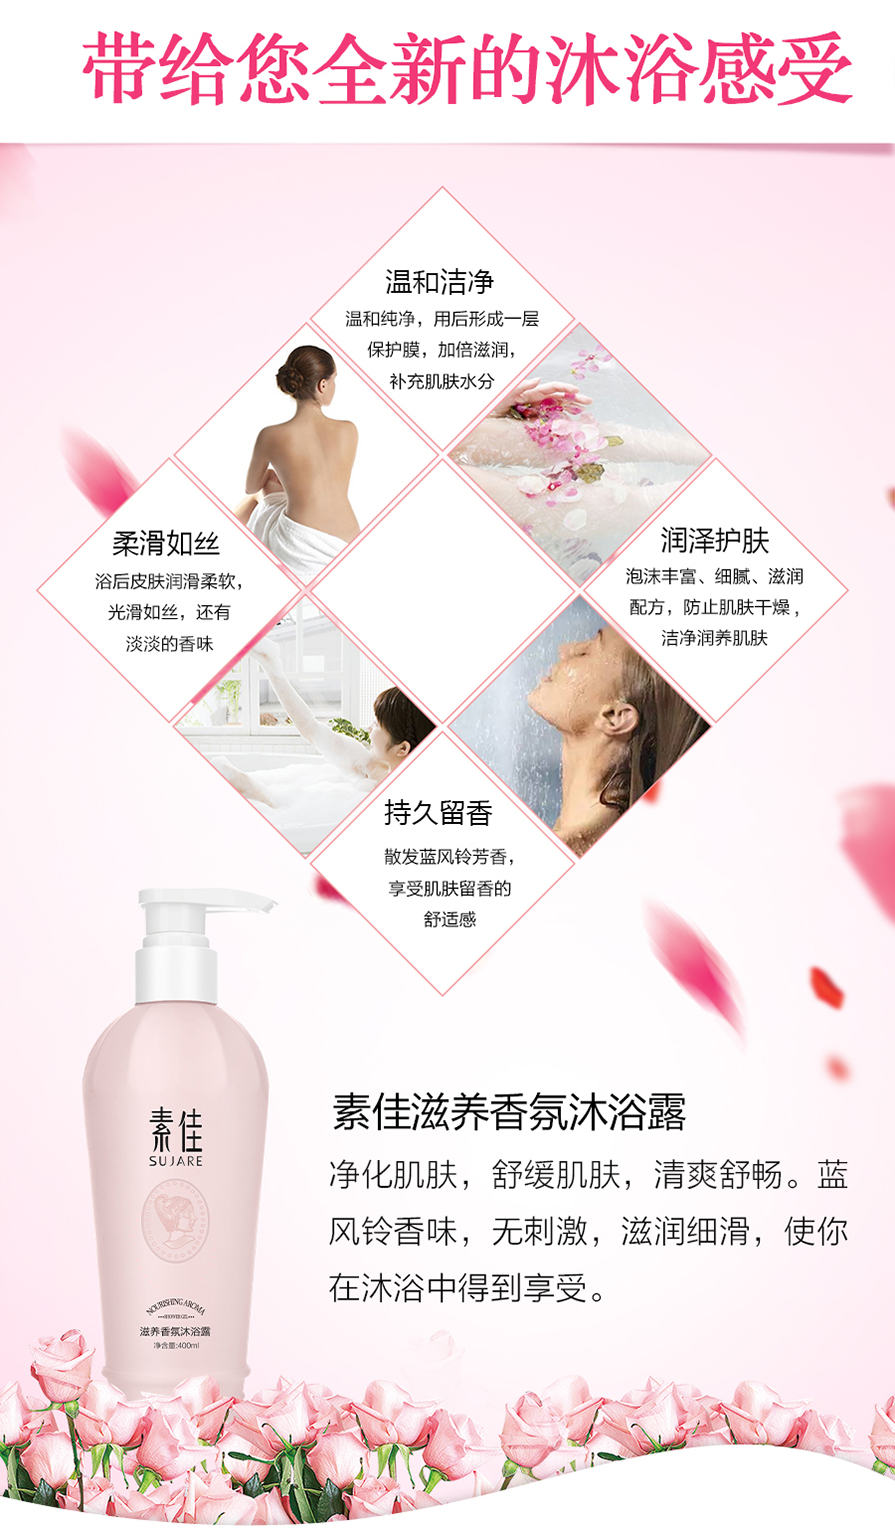 带给您全新的沐浴感受
温和洁净
温和纯净，用后形成一层
保护膜，加倍滋润，
补充肌肤水分
柔滑如丝
浴后皮肤润滑柔软，
光滑如丝，还有
淡淡的香味
润泽护肤
泡沫丰富、细腻、滋润
配方，防止肌肤干燥，
洁净润养肌肤
持久留香
散发蓝风铃芳香，
享受肌肤留香的
舒适感
素佳滋养香氛沐浴露
净化肌肤，舒缓肌肤，清爽舒畅。蓝
风铃香味，无刺激，滋润细滑，使你
在沐浴中得到享受。
素佳
SUJARE
NOURISHING AROMA
SHOWER GEL
滋养香氛沐浴露
净含量:400ml